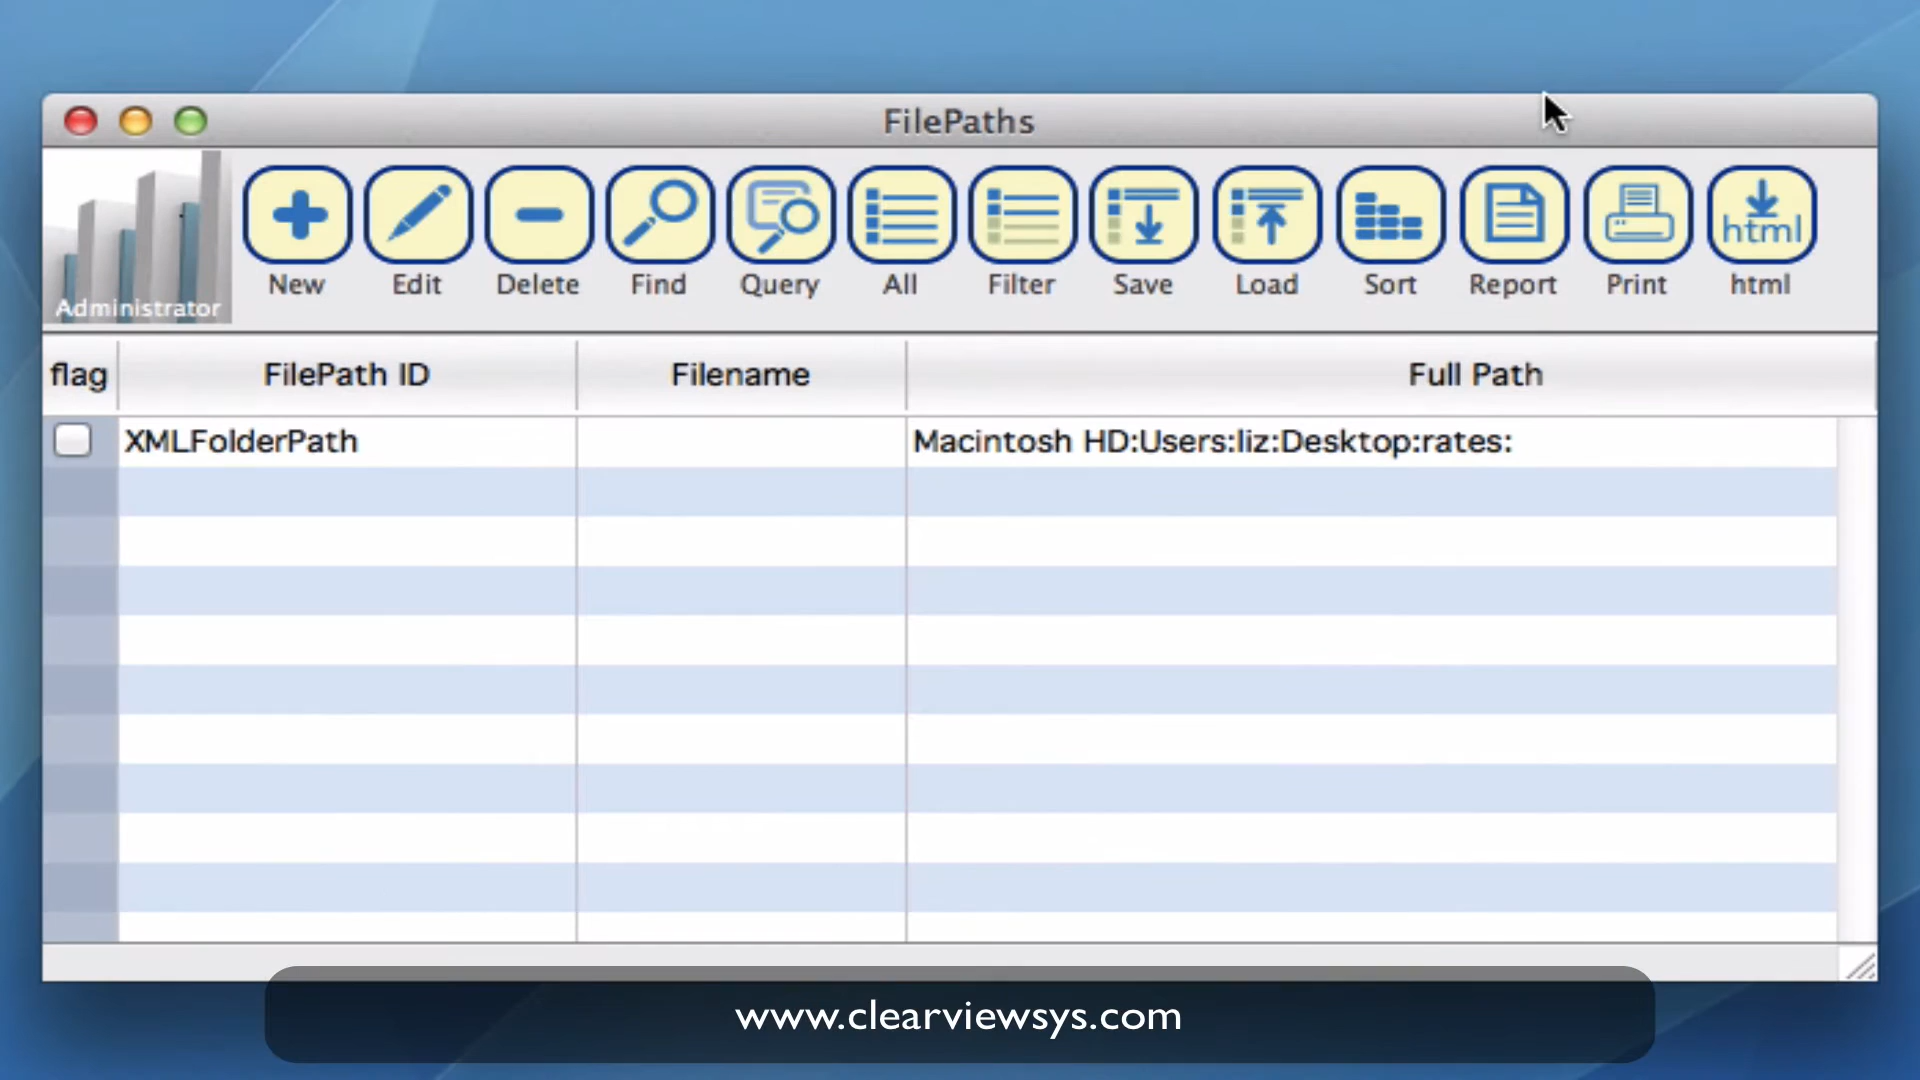 FilePaths
Administrator
New Edit Delete Find Query All Filter Save Load Sort Report Print html
html
flag FilePath ID Filename Full Path
XMLFolderPath Macintosh HD:Users:liz:Desktop:rates:
www.clearviewsys.com